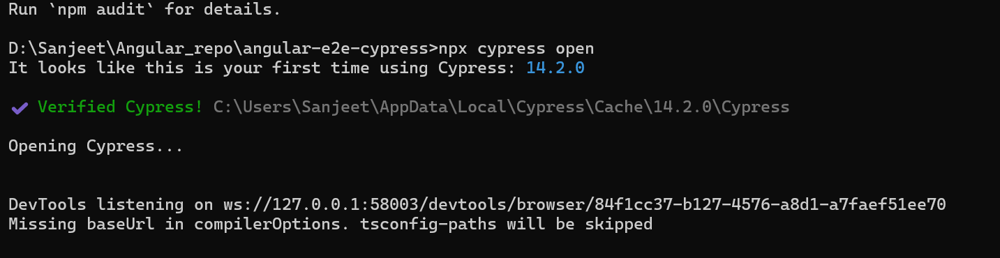 Run `npm audit` for details.
D:\Sanjeet\Angular_repo\angular-e2e-cypress>npx cypress open
It looks like this is your first time using Cypress: 14.2.0
✔ Verified Cypress! C:\Users\Sanjeet\AppData\Local\Cypress\Cache\14.2.0\Cypress
Opening Cypress...
DevTools listening on ws://127.0.0.1:58003/devtools/browser/84f1cc37-b127-4576-a8d1-a7faef51ee70
Missing baseUrl in compilerOptions. tsconfig-paths will be skipped